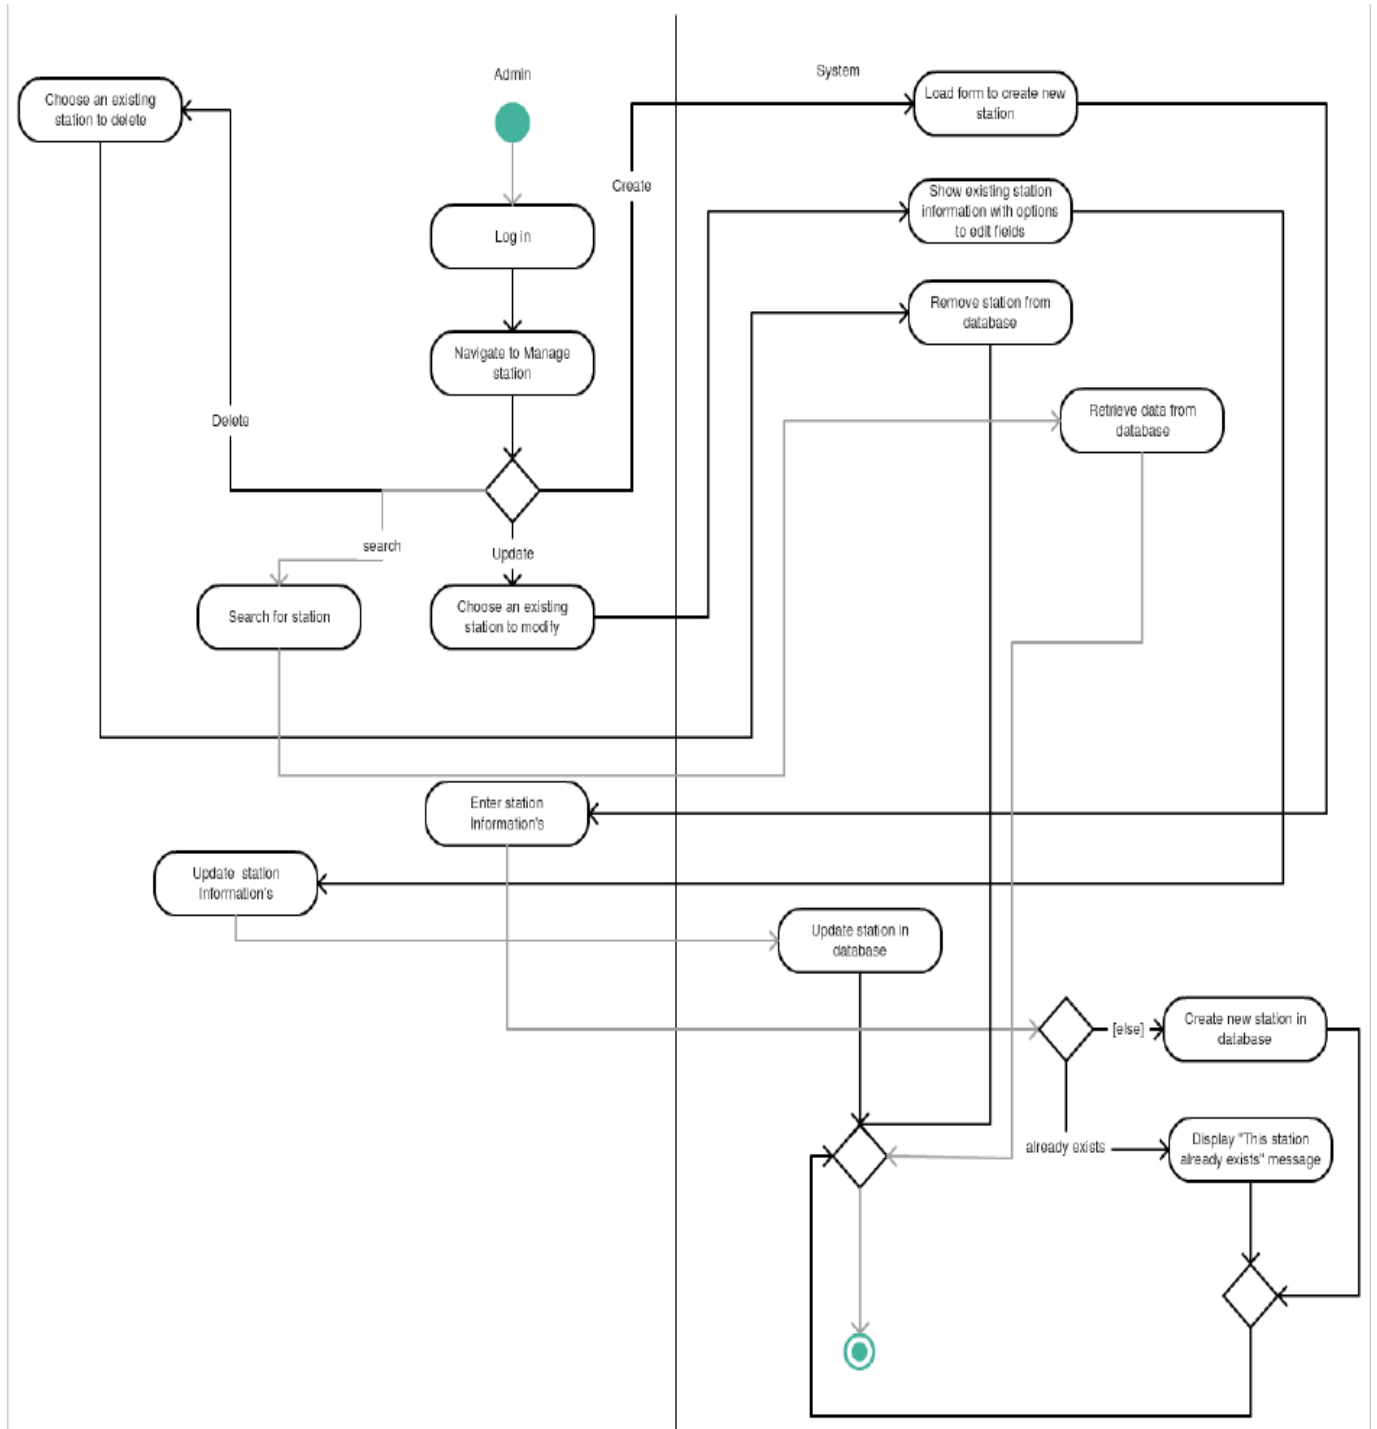 Admin
System
Choose an existing
station to delete
Load form to create new
station
Create
Show existing station
information with options
to edit fields
Log in
Remove station from
database
Navigate to Manage
station
Delete
Retrieve data from
database
search
Update
Search for station
Choose an existing
station to modify
Enter station
Information's
Update station
Information's
Update station in
database
[else]
Create new station in
database
already exists
Display "This station
already exists" message